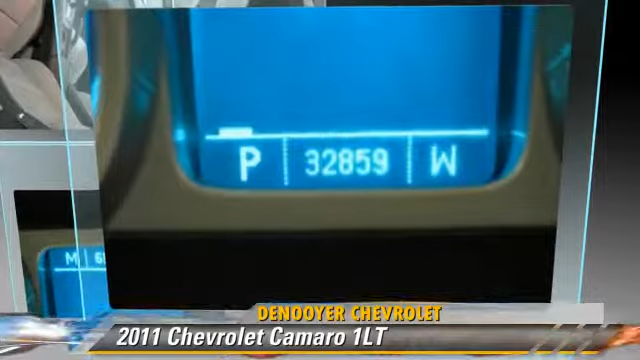 P 32859 W
M
DENOOYER CHEVROLET
2011 Chevrolet Camaro 1LT